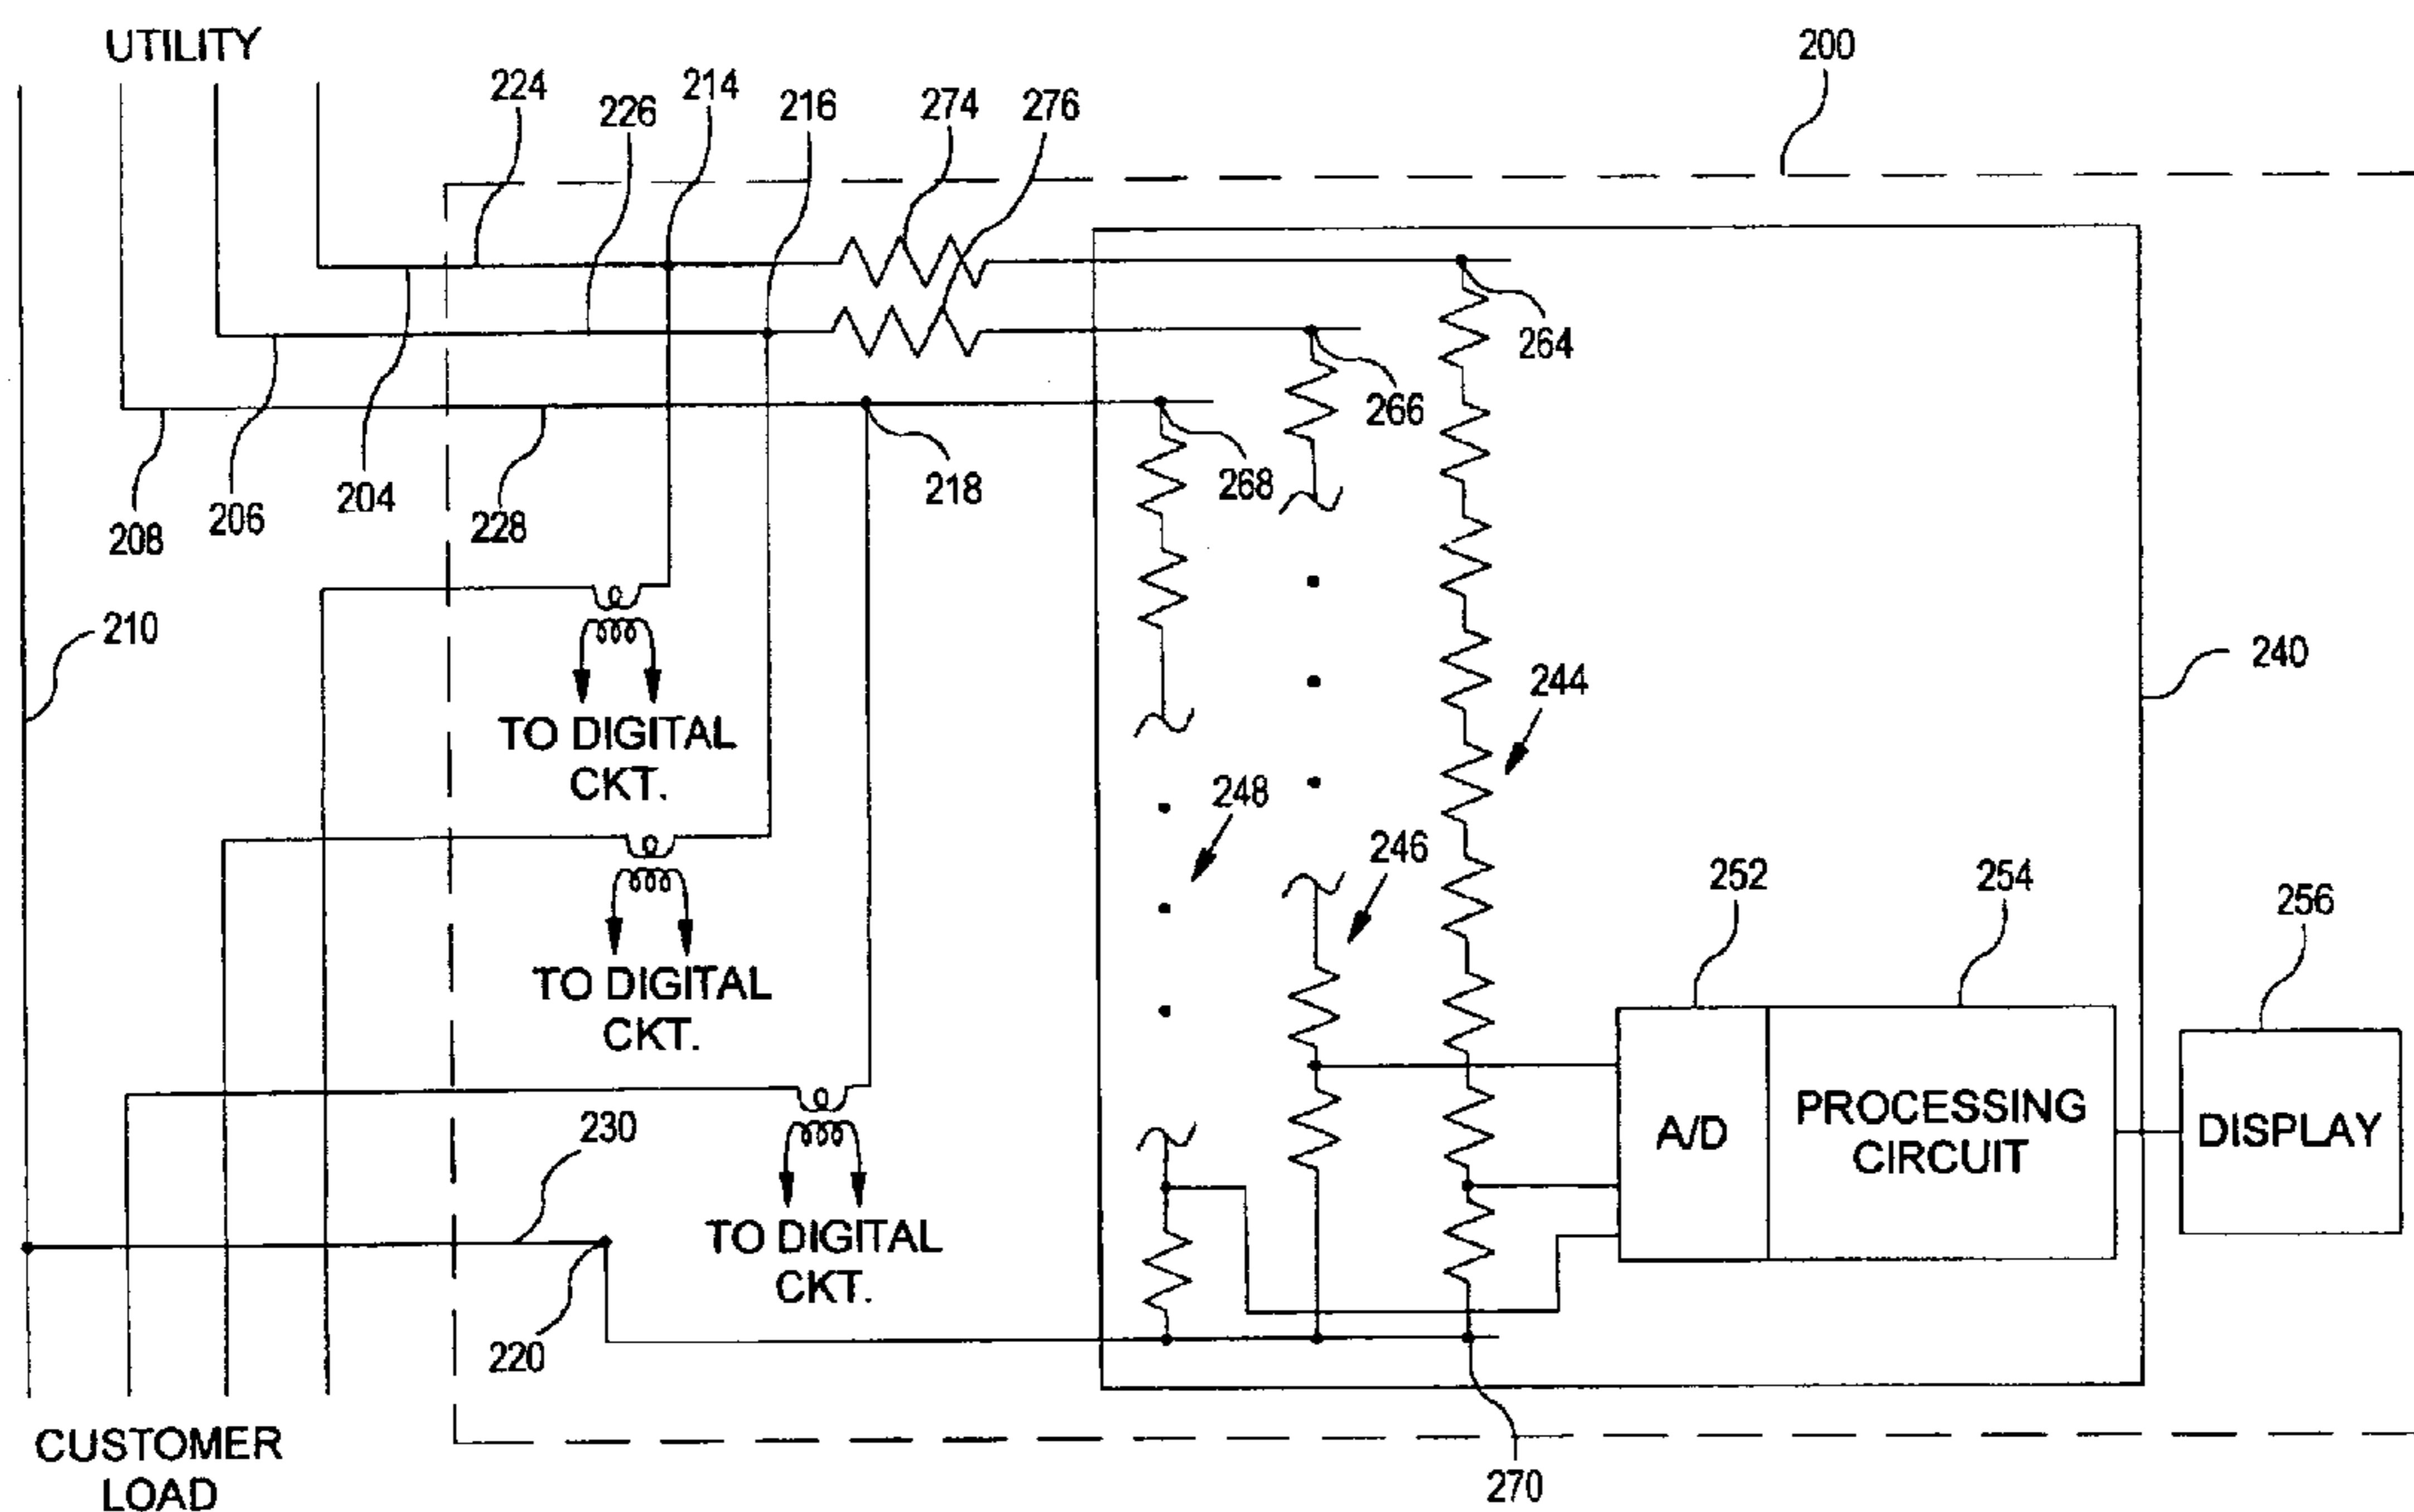 UTILITY
200
224
214
216
274
276
226
264
266
268
218
204
206
208
228
210
TO DIGITAL
CKT.
240
244
248
246
252
254
256
TO DIGITAL
CKT.
A/D
PROCESSING
CIRCUIT
DISPLAY
230
TO DIGITAL
CKT.
220
CUSTOMER
LOAD
270